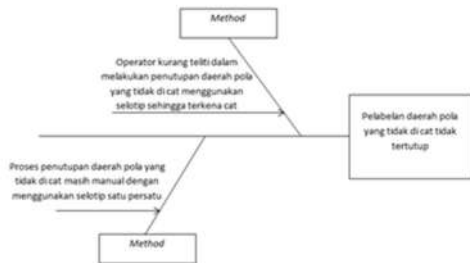 Method
Operator kurang teliti dalam
melakukan penutupan daerah pola
yang tidak di cat menggunakan
selotip sehingga terkena cat
Pelabelan daerah pola
yang tidak di cat tidak
tertutup
Proses penutupan daerah pola yang
tidak di cat masih manual dengan
menggunakan selotip satu persatu
Method